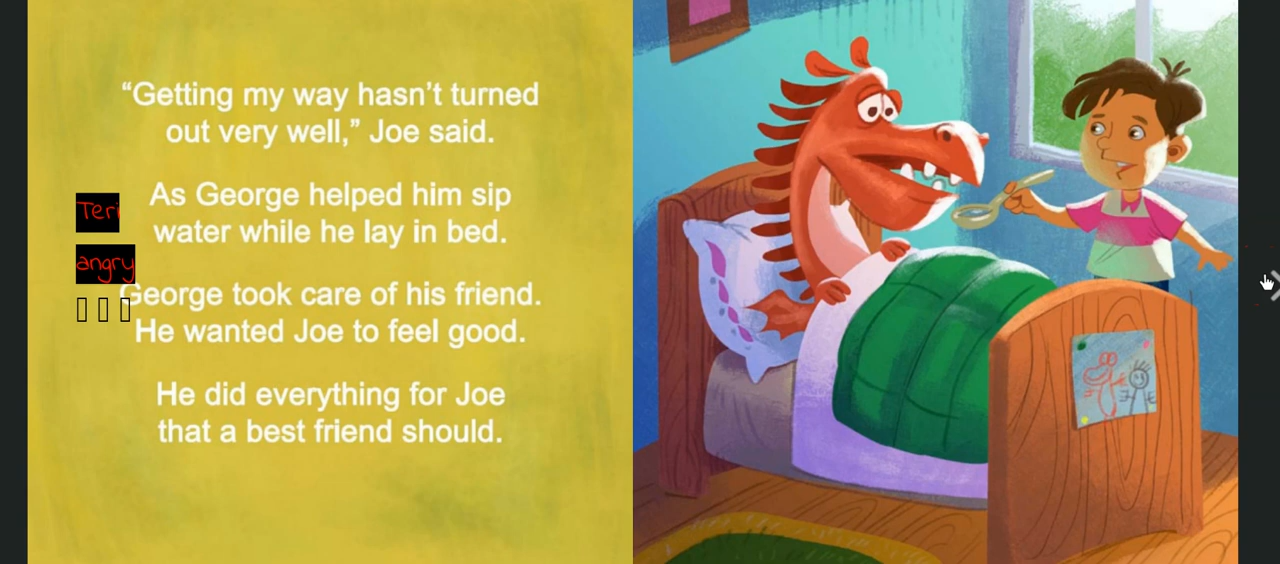 “Getting my way hasn’t turned
out very well,” Joe said.
As George helped him sip
water while he lay in bed.
George took care of his friend.
He wanted Joe to feel good.
He did everything for Joe
that a best friend should.
Teri
angry